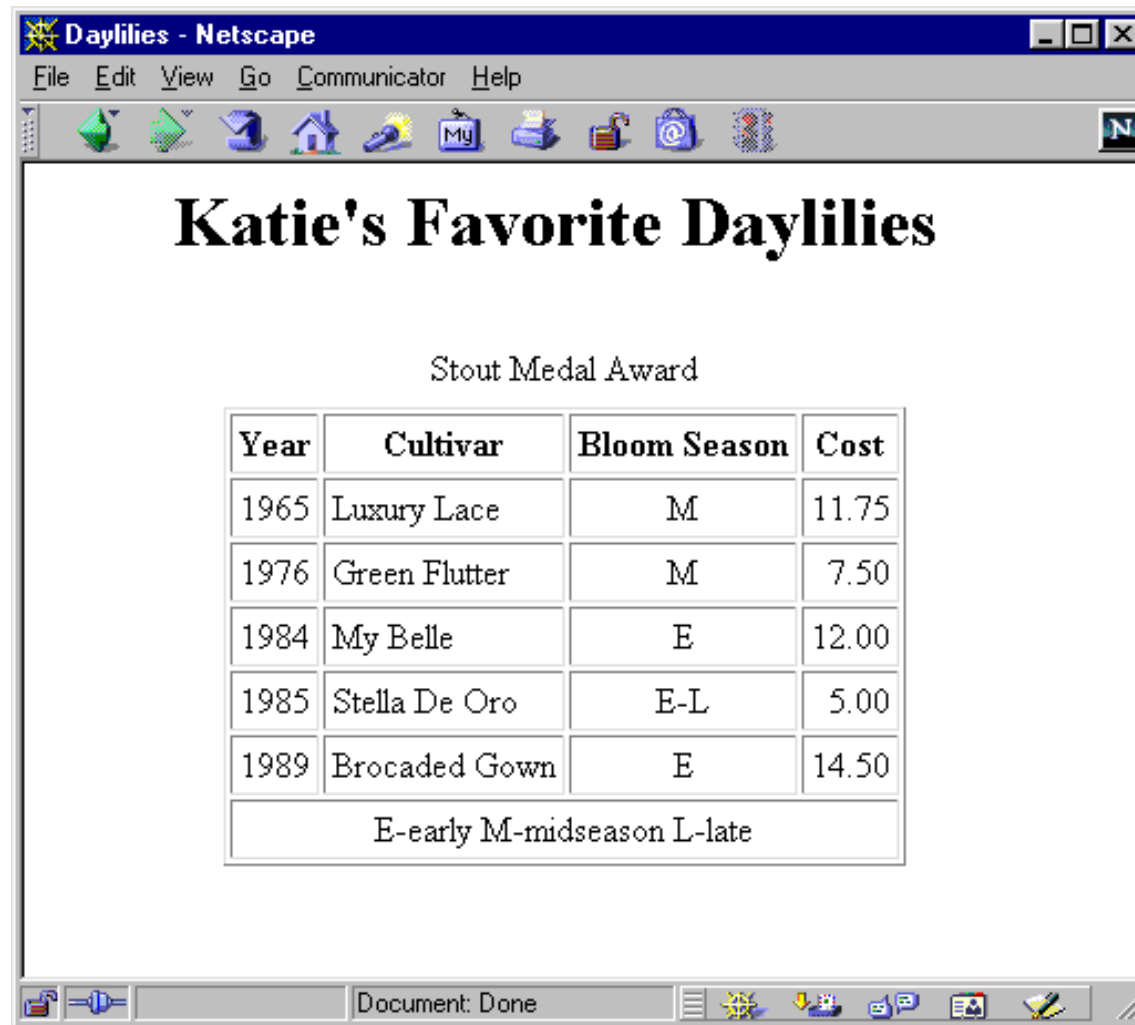 Daylilies - Netscape
File Edit View Go Communicator Help
My
N
Katie's Favorite Daylilies
Stout Medal Award
Year Cultivar Bloom Season Cost
1965 Luxury Lace M 11.75
1976 Green Flutter M 7.50
1984 My Belle E 12.00
1985 Stella De Oro E-L 5.00
1989 Brocaded Gown E 14.50
E-early M-midseason L-late
Document: Done